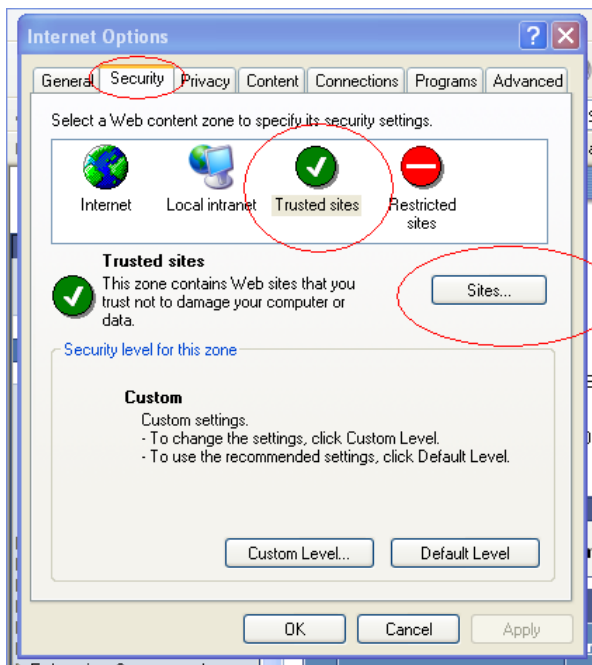 Internet Options
General Security Privacy Content Connections Programs Advanced
Select a Web content zone to specify its security settings.
Internet Local intranet Trusted sites Restricted
sites
Trusted sites
This zone contains Web sites that you
trust not to damage your computer or
data.
Sites...
Security level for this zone
Custom
Custom settings.
- To change the settings, click Custom Level.
- To use the recommended settings, click Default Level.
Custom Level... Default Level
OK Cancel Apply